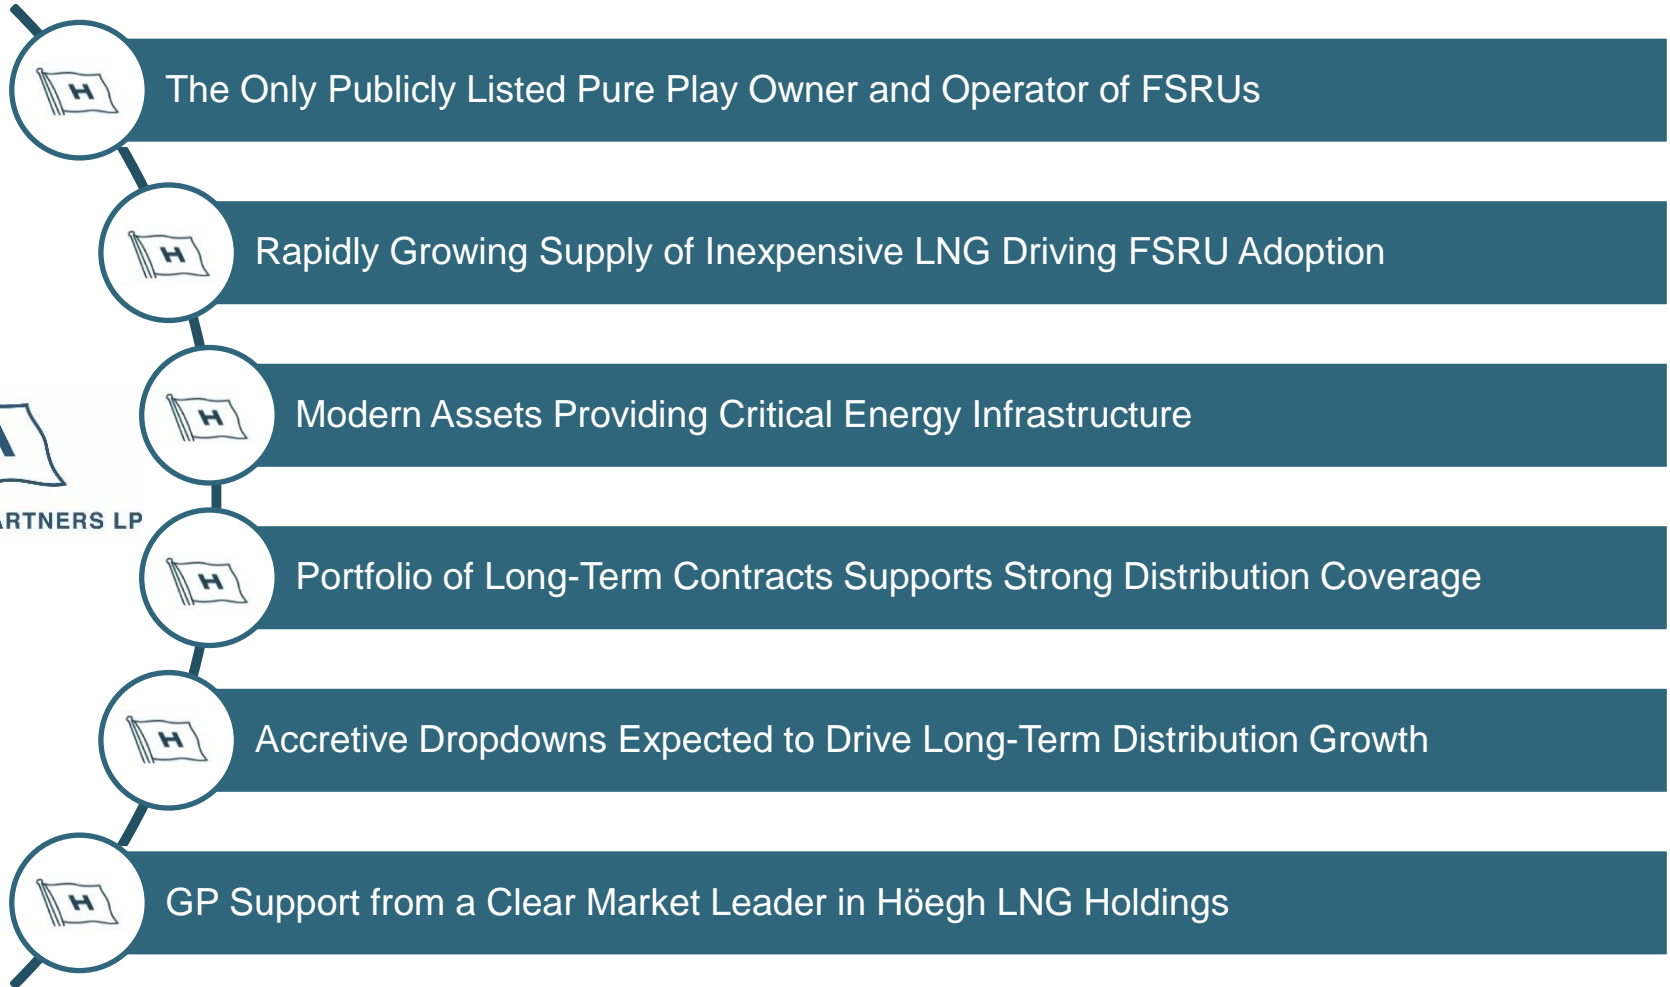 The Only Publicly Listed Pure Play Owner and Operator of FSRUs
Rapidly Growing Supply of Inexpensive LNG Driving FSRU Adoption
Modern Assets Providing Critical Energy Infrastructure
ARTNERS LP
Portfolio of Long-Term Contracts Supports Strong Distribution Coverage
Accretive Dropdowns Expected to Drive Long-Term Distribution Growth
GP Support from a Clear Market Leader in Höegh LNG Holdings
H
H
H
H
H
H